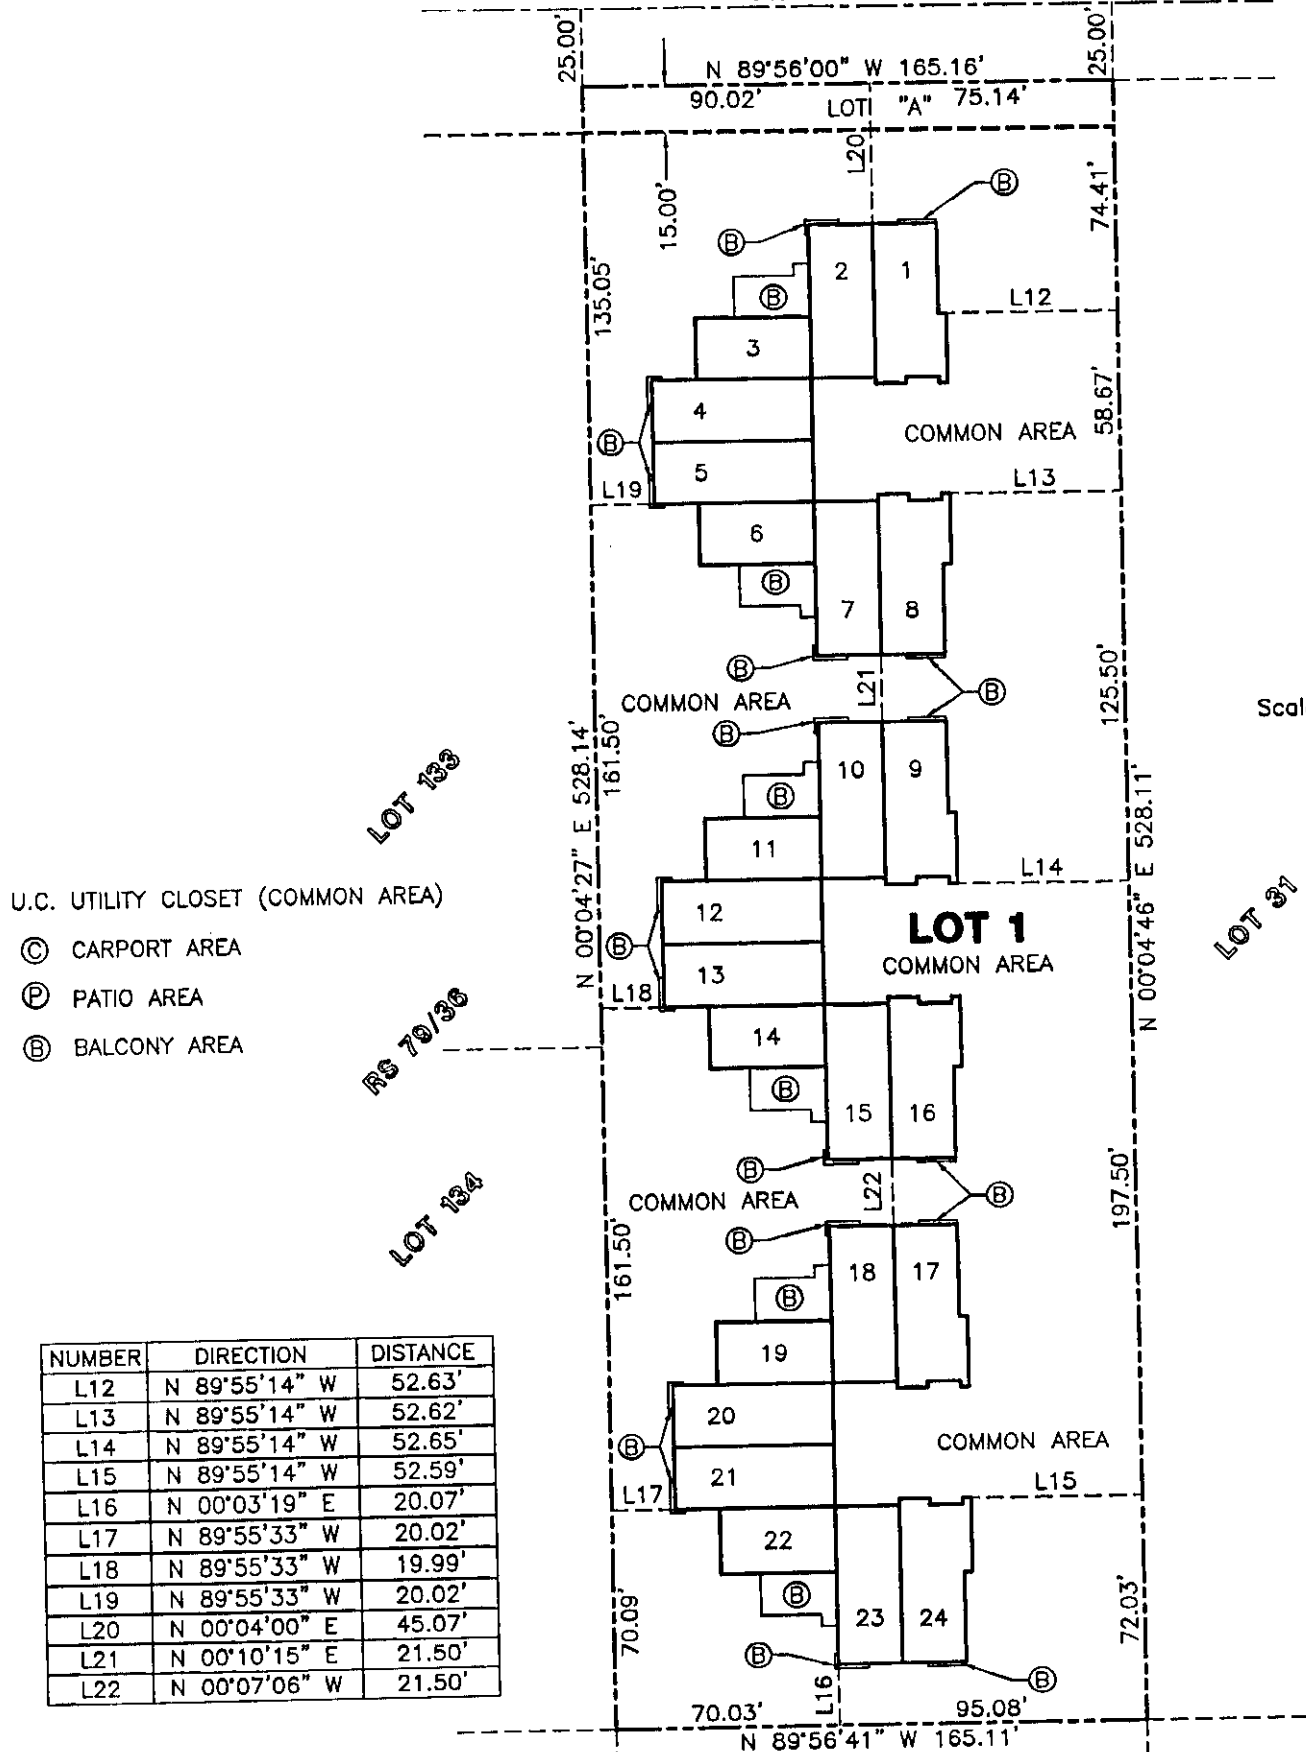 25.00'
25.00'
N 89°56'00" W 165.16'
90.02'
LOT "A"
75.14'
L20
15.00'
74.41'
135.05'
B
B
2
1
B
L12
3
4
58.67'
COMMON AREA
B
5
L19
L13
6
B
7
8
B
L21
B
COMMON AREA
125.50'
Scal
B
LOT 133
N 00°04'27" E 528.14'
161.50'
10
9
B
11
N 00°04'46" E 528.11'
L14
U.C. UTILITY CLOSET (COMMON AREA)
C CARPORT AREA
P PATIO AREA
B BALCONY AREA
12
LOT 1
COMMON AREA
LOT 31
B
13
L18
RS 79/36
14
B
15
16
B
L22
B
COMMON AREA
197.50'
LOT 134
B
161.50'
18
17
B
19
20
COMMON AREA
B
21
L17
L15
22
B
70.09'
23
24
72.03'
B
B
L16
70.03'
95.08'
N 89°56'41" W 165.11'
NUMBER DIRECTION DISTANCE
L12 N 89°55'14" W 52.63'
L13 N 89°55'14" W 52.62'
L14 N 89°55'14" W 52.65'
L15 N 89°55'14" W 52.59'
L16 N 00°03'19" E 20.07'
L17 N 89°55'33" W 20.02'
L18 N 89°55'33" W 19.99'
L19 N 89°55'33" W 20.02'
L20 N 00°04'00" E 45.07'
L21 N 00°10'15" E 21.50'
L22 N 00°07'06" W 21.50'